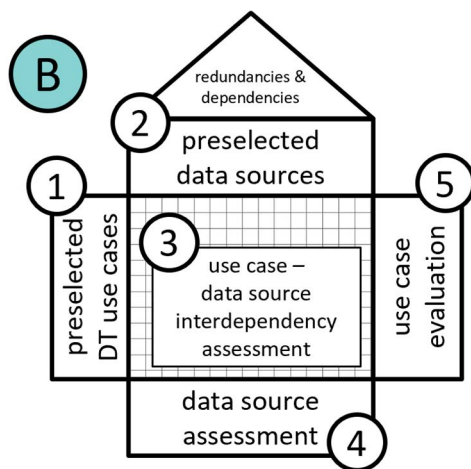 B
redundancies &
dependencies
2
preselected
data sources
1
preselected
DT use cases
3
use case –
data source
interdependency
assessment
5
use case
evaluation
data source
assessment
4